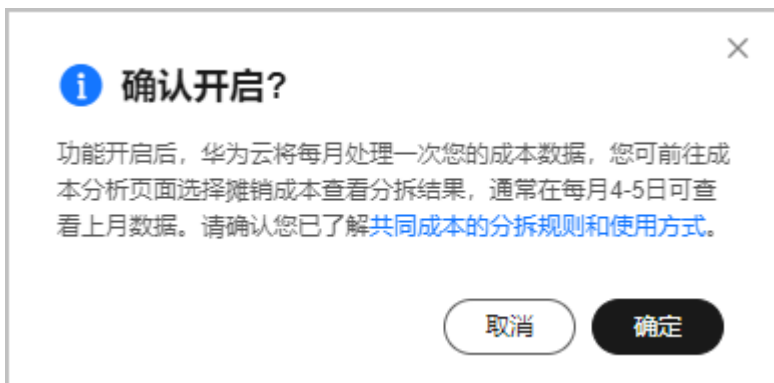 确认开启?
功能开启后，华为云将每月处理一次您的成本数据，您可前往成
本分析页面选择摊销成本查看分拆结果，通常在每月4-5日可查
看上月数据。请确认您已了解共同成本的分拆规则和使用方式。
取消 确定